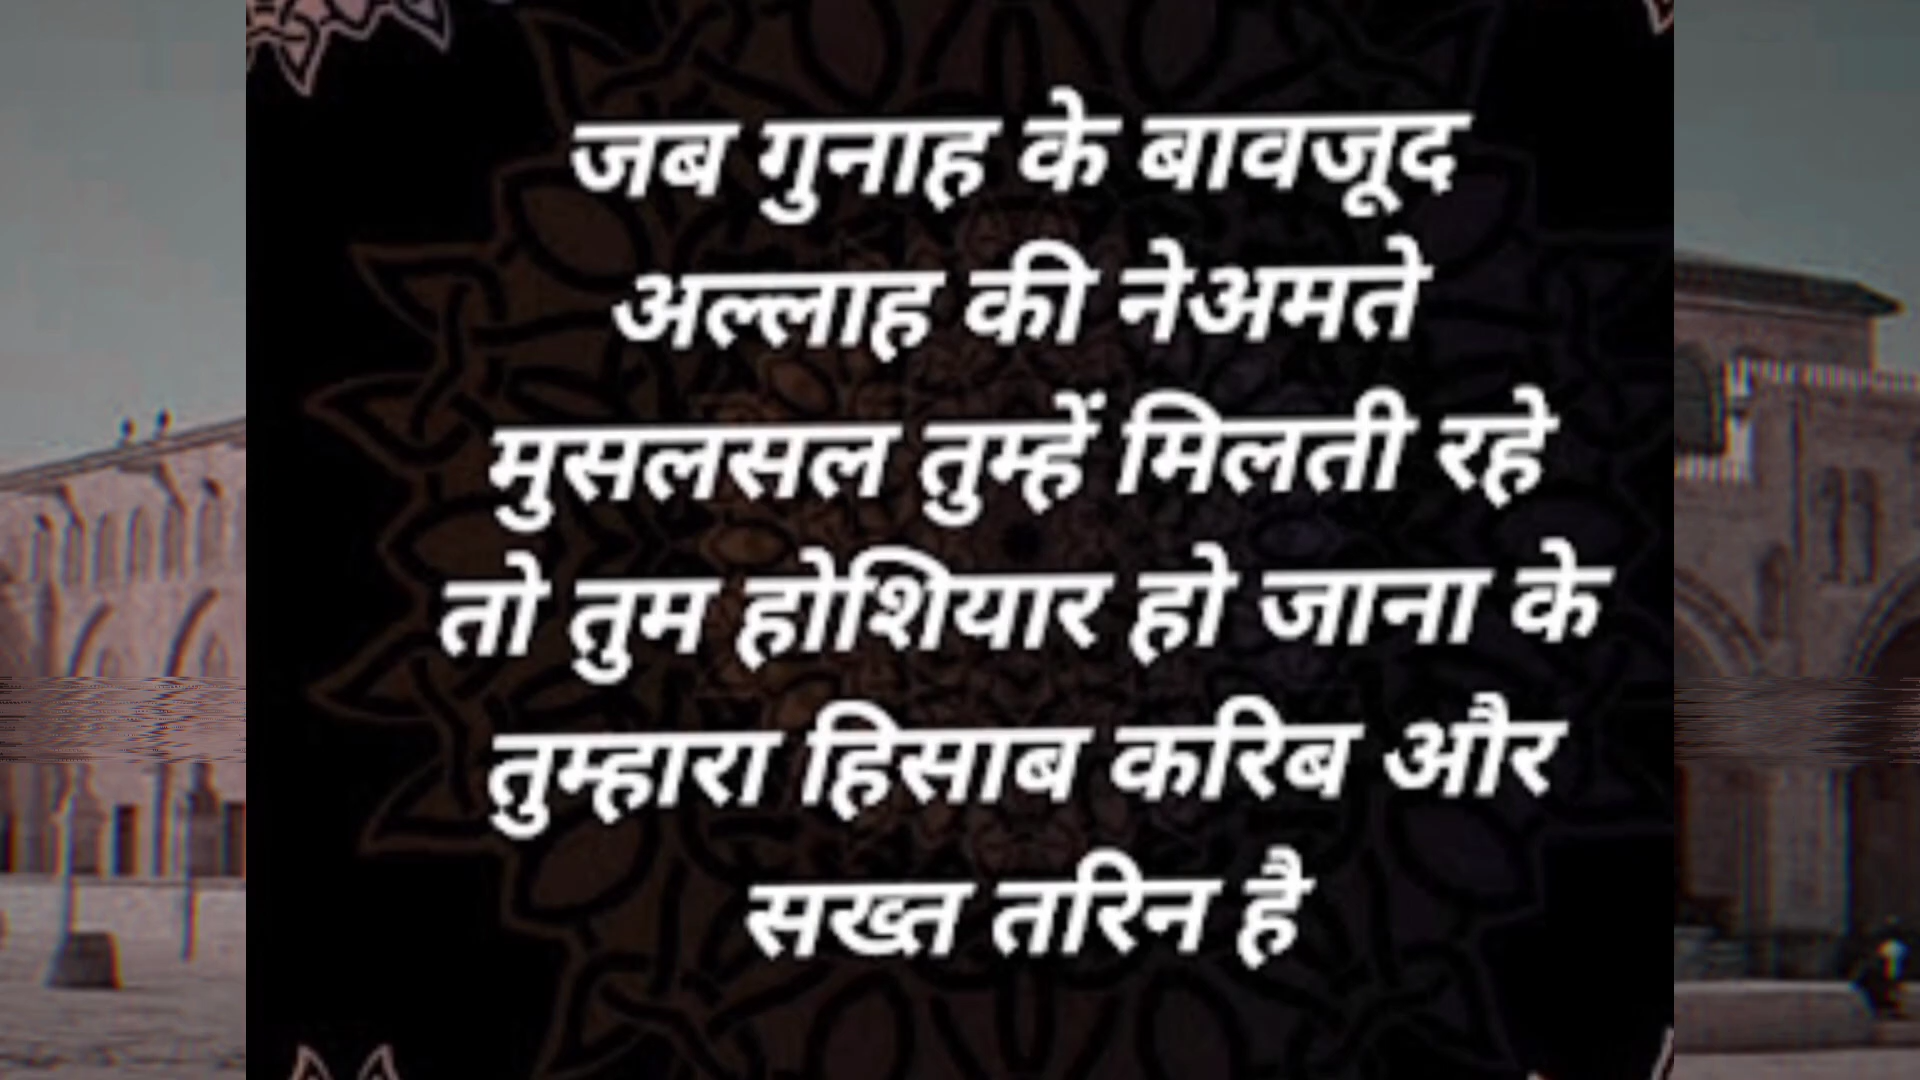 जब गुनाह के बावजूद
अल्लाह की नेअमते
मुसलसल तुम्हें मिलती रहे
तो तुम होशियार हो जाना के
तुम्हारा हिसाब करिब और
सख्त तरिन है